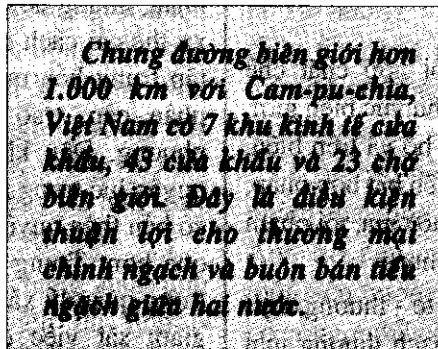 Chung đường biên giới hơn
1.000 km với Cam-pu-chia,
Việt Nam có 7 khu kinh tế cửa
khẩu, 43 cửa khẩu và 23 chợ
biên giới. Đây là điều kiện
thuận lợi cho thương mại
chính ngạch và buôn bán tiểu
ngạch giữa hai nước.